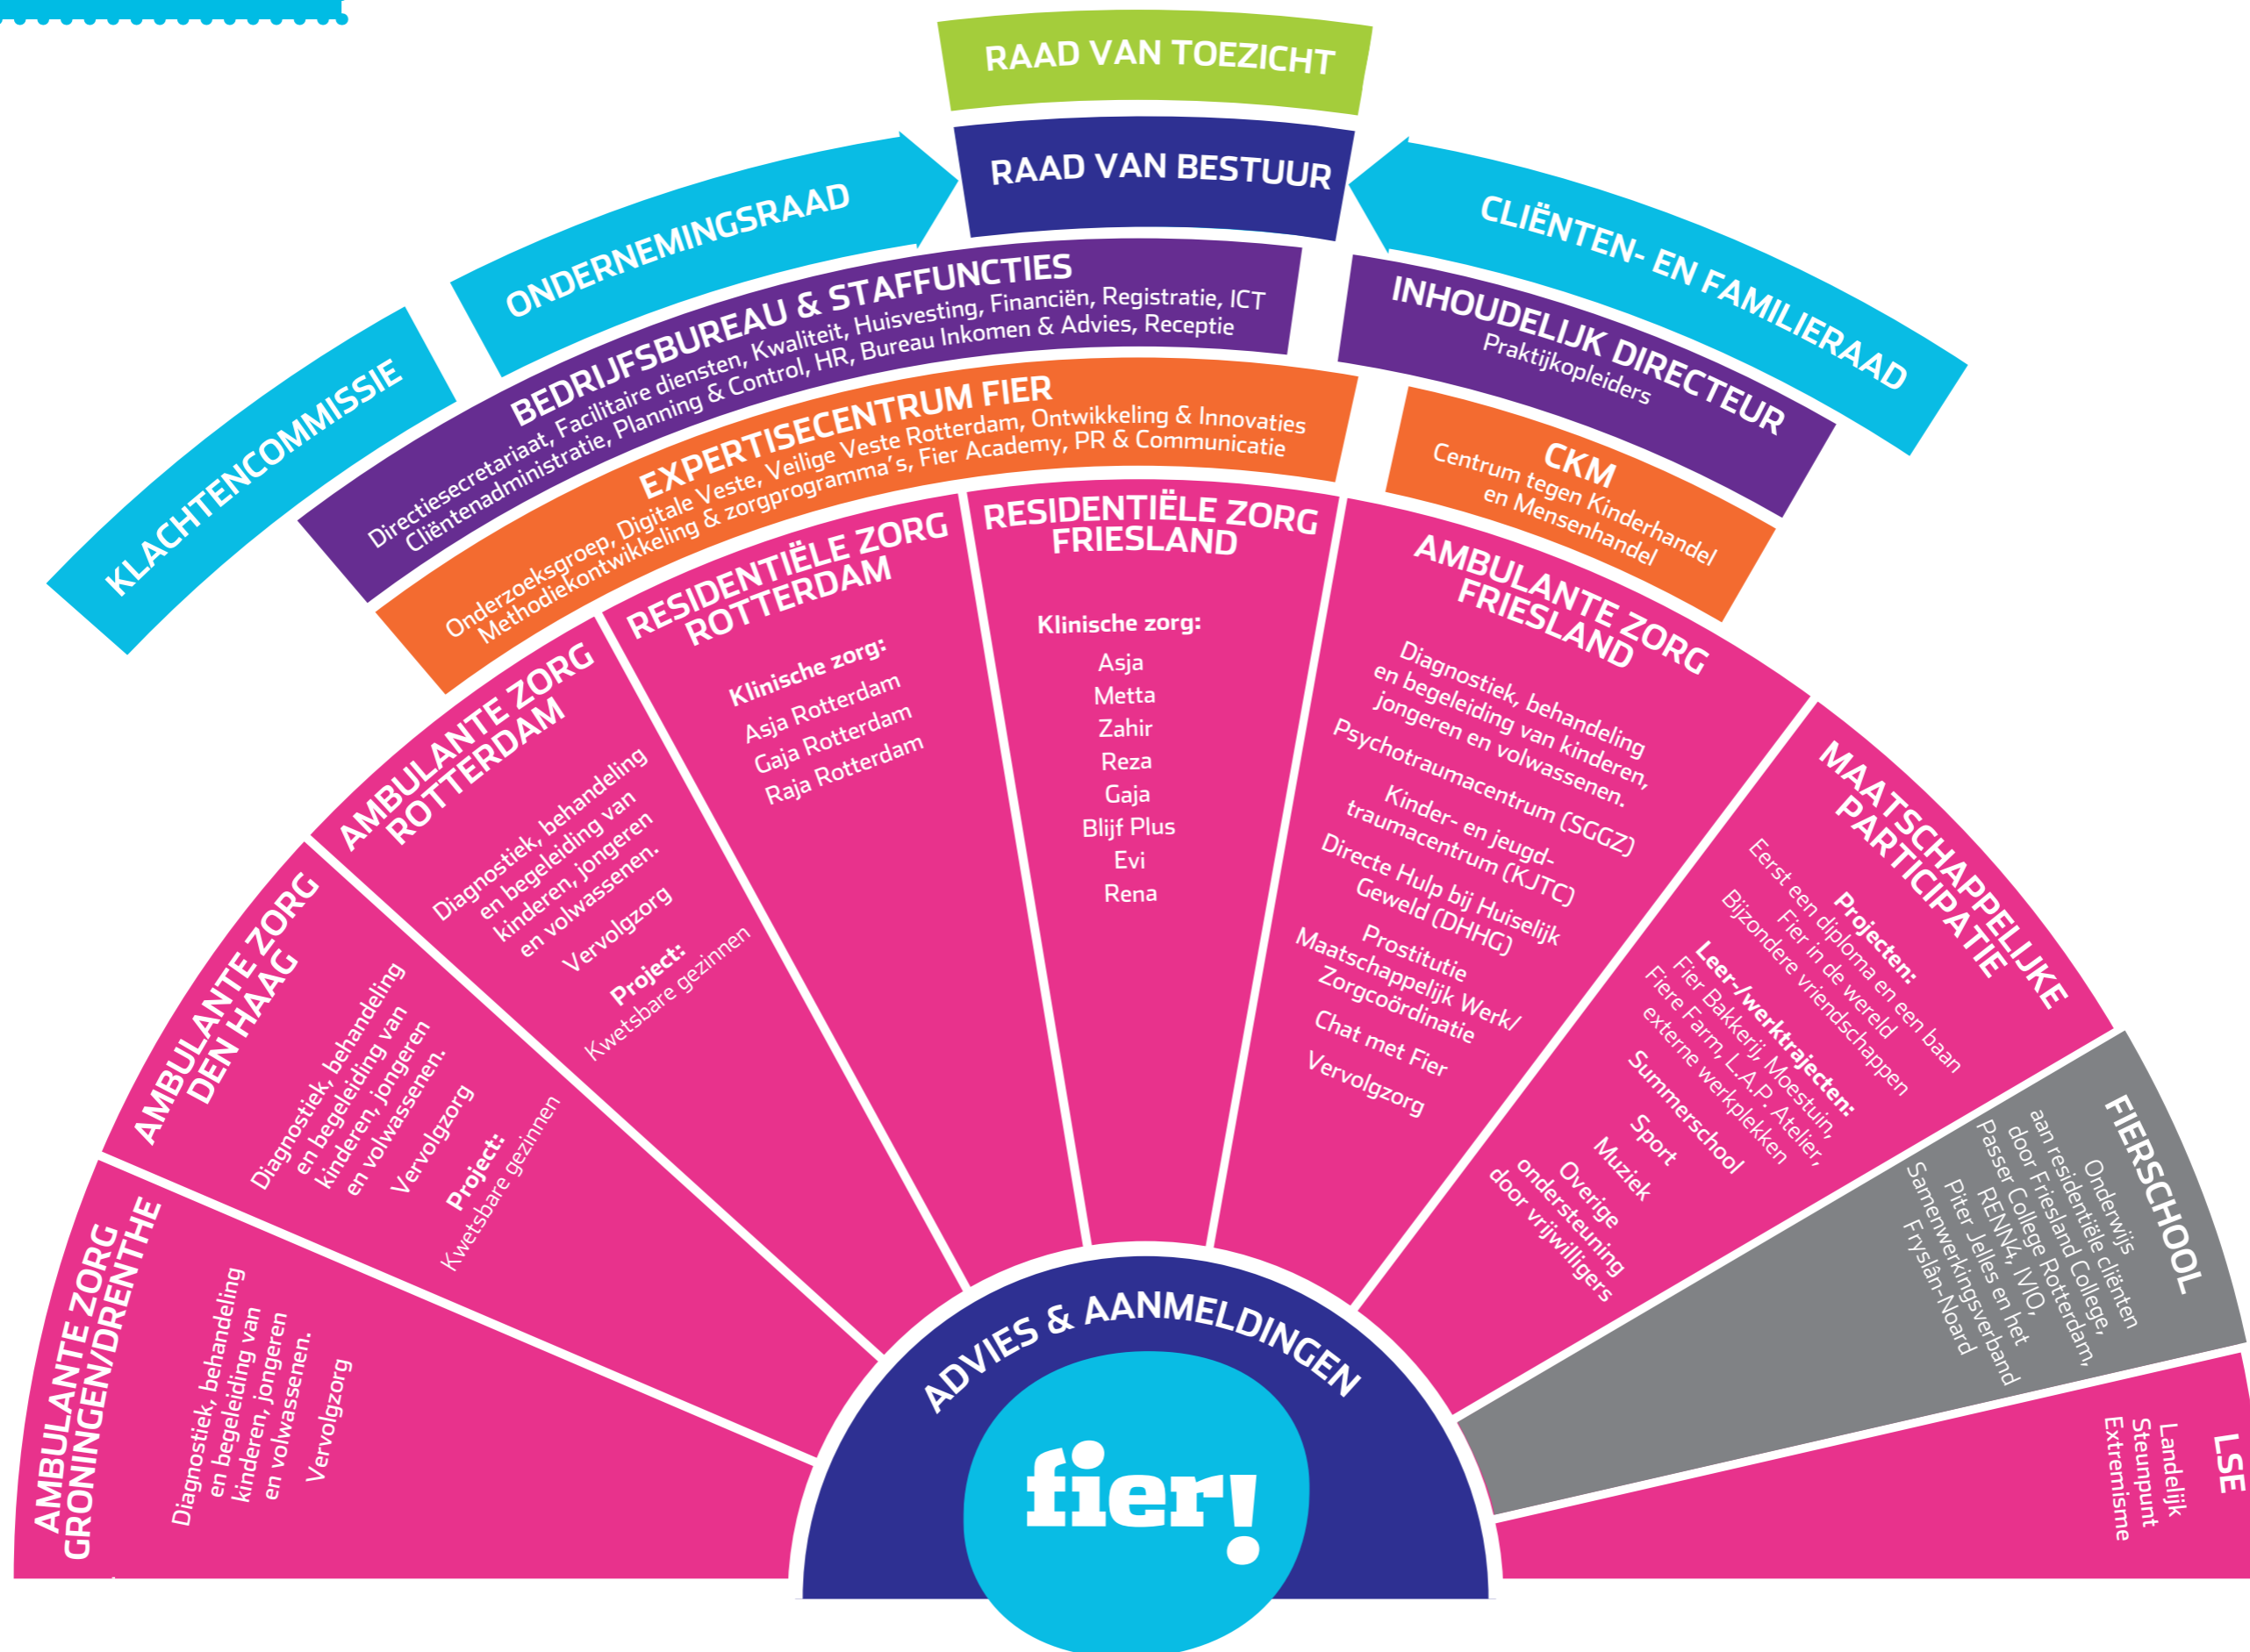 RAAD VAN TOEZICHT
RAAD VAN BESTUUR
KLACHTENCOMMISSIE
ONDERNEMINGSRAAD
CLIËNTEN- EN FAMILIERAAD
BEDRIJFSBUREAU & STAFFUNCTIES
Directiesecretariaat, Facilitaire diensten, Kwaliteit, Huisvesting, Financiën, Registratie, ICT
Cliëntenadministratie, Planning & Control, HR, Bureau Inkomen & Advies, Receptie
INHOUDELIJK DIRECTEUR
Praktijkopleiders
EXPERTISECENTRUM FIER
Onderzoeksgroep, Digitale Veste, Veilige Veste Rotterdam, Ontwikkeling & Innovaties
Methodiekontwikkeling & zorgprogramma's, Fier Academy, PR & Communicatie
CKM
Centrum tegen Kinderhandel
en Mensenhandel
AMBULANTE ZORG
GRONINGEN/DRENTHE
Diagnostiek, behandeling
en begeleiding van
kinderen, jongeren
en volwassenen.
Vervolgzorg
AMBULANTE ZORG
DEN HAAG
Diagnostiek, behandeling
en begeleiding van
kinderen, jongeren
en volwassenen.
Vervolgzorg
Project:
Kwetsbare gezinnen
AMBULANTE ZORG
ROTTERDAM
Diagnostiek, behandeling
en begeleiding van
kinderen, jongeren
en volwassenen.
Vervolgzorg
Project:
Kwetsbare gezinnen
RESIDENTIËLE ZORG
ROTTERDAM
Klinische zorg:
Asja Rotterdam
Gaja Rotterdam
Raja Rotterdam
RESIDENTIËLE ZORG
FRIESLAND
Klinische zorg:
Asja
Metta
Zahir
Reza
Gaja
Blijf Plus
Evi
Rena
AMBULANTE ZORG
FRIESLAND
Diagnostiek, behandeling
en begeleiding van kinderen,
jongeren en volwassenen.
Psychotraumacentrum (SGGZ)
Kinder- en jeugd-
traumacentrum (KJTC)
Directe Hulp bij Huiselijk
Geweld (DHHG)
Prostitutie
Maatschappelijk Werk/
Zorgcoördinatie
Chat met Fier
Vervolgzorg
MAATSCHAPPELIJKE
PARTICIPATIE
Projecten:
Eerst een diploma en een baan
Fier in de wereld
Bijzondere vriendschappen
Leer-/werktrajecten:
Fier Bakkerij, Moestuin,
Fiere Farm, L.A.P. Atelier,
externe werkplekken
Summerschool
Sport
Muziek
Overige
ondersteuning
door vrijwilligers
FIERSCHOOL
Onderwijs
aan residentiële cliënten
door Friesland College,
Passer College Rotterdam,
RENN4, IVIO,
Piter Jelles en het
Samenwerkingsverband
Fryslân-Noard
LSE
Landelijk
Steunpunt
Extremisme
ADVIES & AANMELDINGEN
fier!